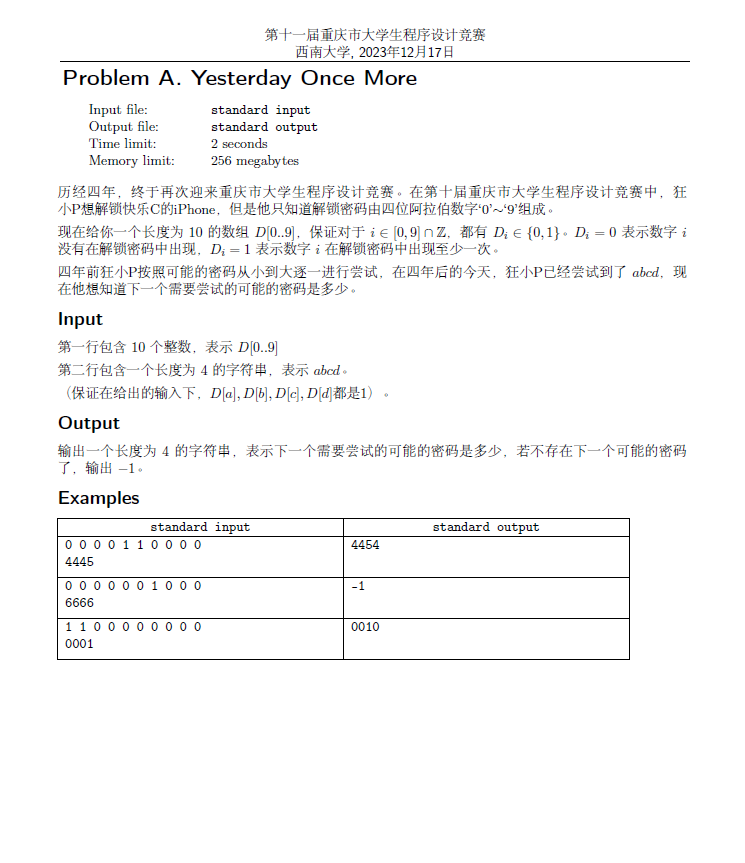 第十一届重庆市大学生程序设计竞赛
西南大学, 2023年12月17日
Problem A. Yesterday Once More
Input file: standard input
Output file: standard output
Time limit: 2 seconds
Memory limit: 256 megabytes
历经四年，终于再次迎来重庆市大学生程序设计竞赛。在第十届重庆市大学生程序设计竞赛中，狂
小P想解锁快乐C的iPhone，但是他只知道解锁密码由四位阿拉伯数字‘0’～‘9’组成。
现在给你一个长度为 10 的数组 D[0..9]，保证对于 i ∈ [0, 9] ∩ ℤ，都有 Dᵢ ∈ {0, 1}。Dᵢ = 0 表示数字 i
没有在解锁密码中出现，Dᵢ = 1 表示数字 i 在解锁密码中出现至少一次。
四年前狂小P按照可能的密码从小到大逐一进行尝试，在四年后的今天，狂小P已经尝试到了 abcd，现
在他想知道下一个需要尝试的可能的密码是多少。
Input
第一行包含 10 个整数，表示 D[0..9]
第二行包含一个长度为 4 的字符串，表示 abcd。
（保证在给出的输入下，D[a], D[b], D[c], D[d]都是1）。
Output
输出一个长度为 4 的字符串，表示下一个需要尝试的可能的密码是多少，若不存在下一个可能的密码
了，输出 −1。
Examples
standard input standard output
0 0 0 0 1 1 0 0 0 0 4454
4445
0 0 0 0 0 0 1 0 0 0 -1
6666
1 1 0 0 0 0 0 0 0 0 0010
0001